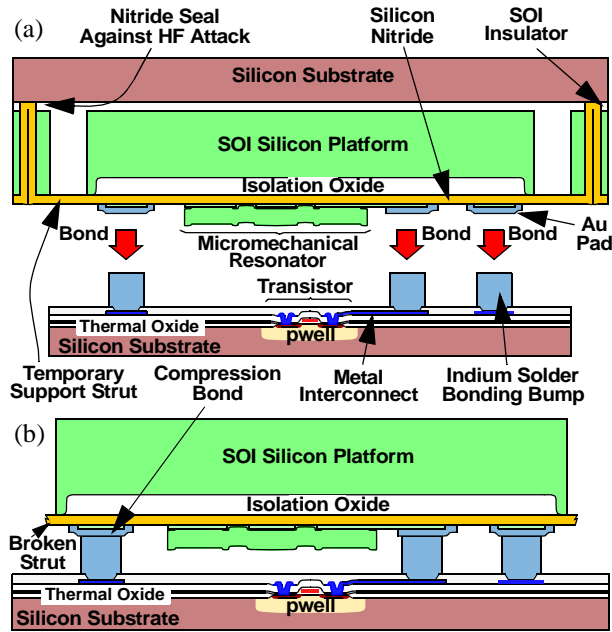 (a)
Nitride Seal
Against HF Attack
Silicon
Nitride
SOI
Insulator
Silicon Substrate
SOI Silicon Platform
Isolation Oxide
Bond
Micromechanical
Resonator
Bond
Bond
Au
Pad
Transistor
Thermal Oxide
pwell
Silicon Substrate
Temporary
Support Strut
Compression
Bond
Metal
Interconnect
Indium Solder
Bonding Bump
(b)
SOI Silicon Platform
Isolation Oxide
Broken
Strut
Thermal Oxide
pwell
Silicon Substrate